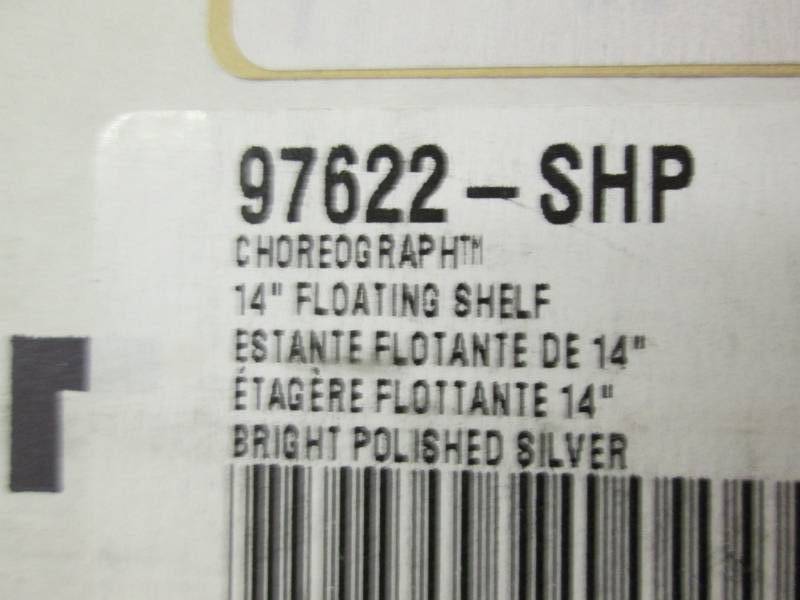 97622-SHP
CHOREOGRAPH™
14" FLOATING SHELF
ESTANTE FLOTANTE DE 14"
ÉTAGÈRE FLOTTANTE 14"
BRIGHT POLISHED SILVER